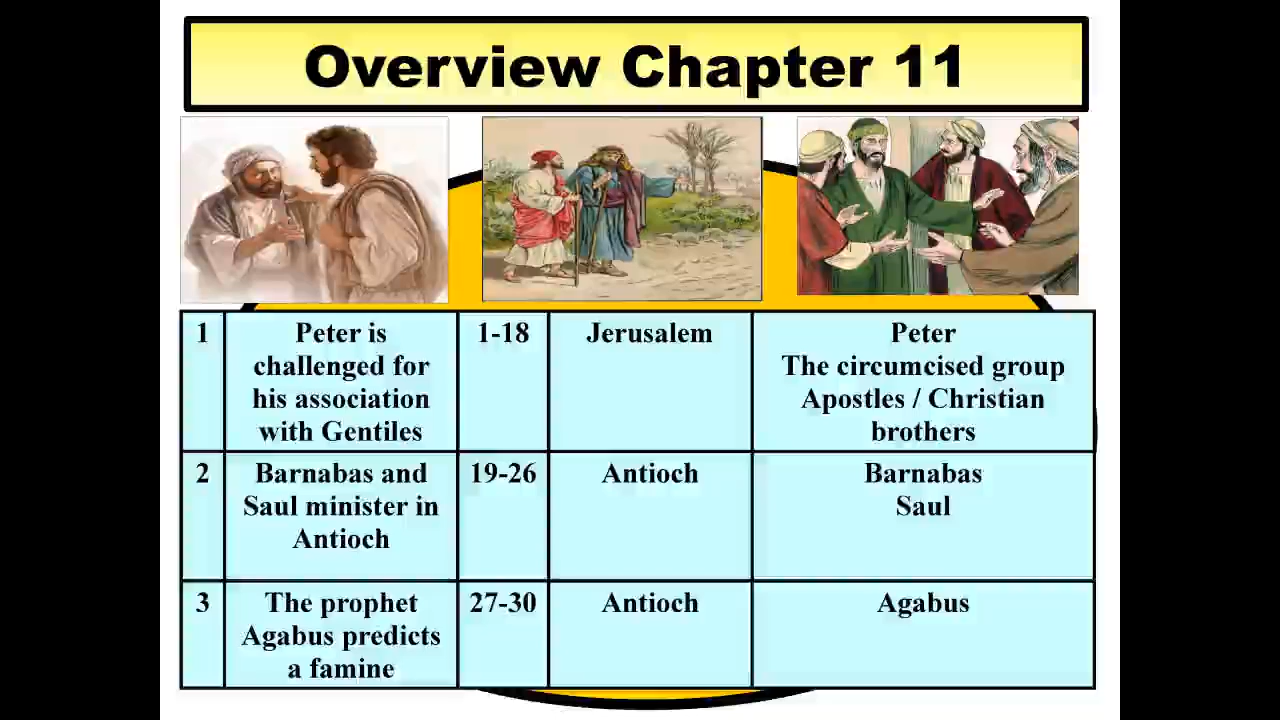 Overview Chapter 11
1
Peter is
challenged for
his association
with Gentiles
1-18
Jerusalem
Peter
The circumcised group
Apostles / Christian
brothers
2
Barnabas and
Saul minister in
Antioch
19-26
Antioch
Barnabas
Saul
3
The prophet
Agabus predicts
a famine
27-30
Antioch
Agabus